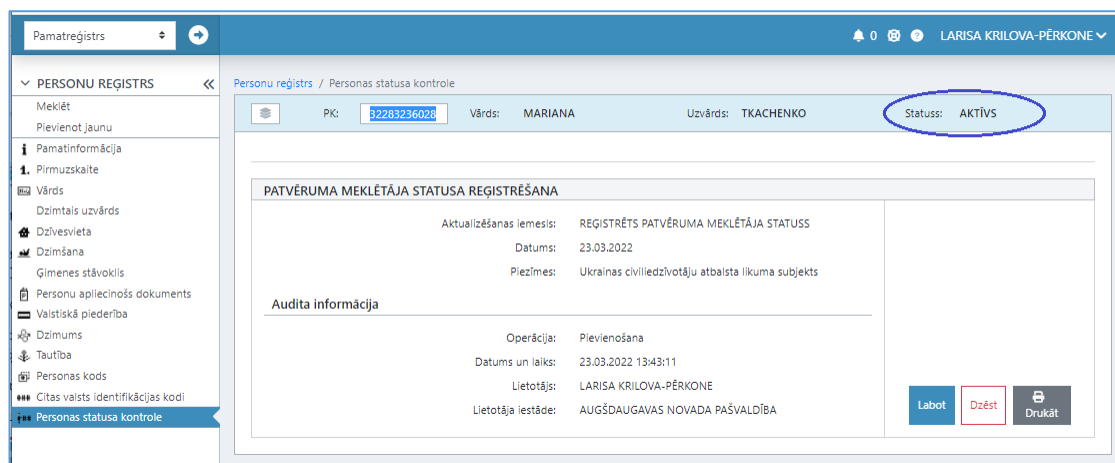 Pamatreģistrs
0 LARISA KRILOVA-PĒRKONE
PERSONU REĢISTRS
Meklēt
Pievienot jaunu
Pamatinformācija
1. Pirmuzskaite
Vārds
Dzimtais uzvārds
Dzīvesvieta
Dzimšana
Ģimenes stāvoklis
Personu apliecinošs dokuments
Valstiskā piederība
Dzimums
Tautība
Personas kods
Citas valsts identifikācijas kodi
Personas statusa kontrole
Personu reģistrs / Personas statusa kontrole
PK: 32283236028 Vārds: MARIANA Uzvārds: TKACHENKO Statuss: AKTĪVS
PATVĒRUMA MEKLĒTĀJA STATUSA REĢISTRĒŠANA
Aktualizēšanas iemesls: REĢISTRĒTS PATVĒRUMA MEKLĒTĀJA STATUSS
Datums: 23.03.2022
Piezīmes: Ukrainas civiliedzīvotāju atbalsta likuma subjekts
Audita informācija
Operācija: Pievienošana
Datums un laiks: 23.03.2022 13:43:11
Lietotājs: LARISA KRILOVA-PĒRKONE
Lietotāja iestāde: AUGŠDAUGAVAS NOVADA PAŠVALDĪBA
Labot Dzēst Drukāt